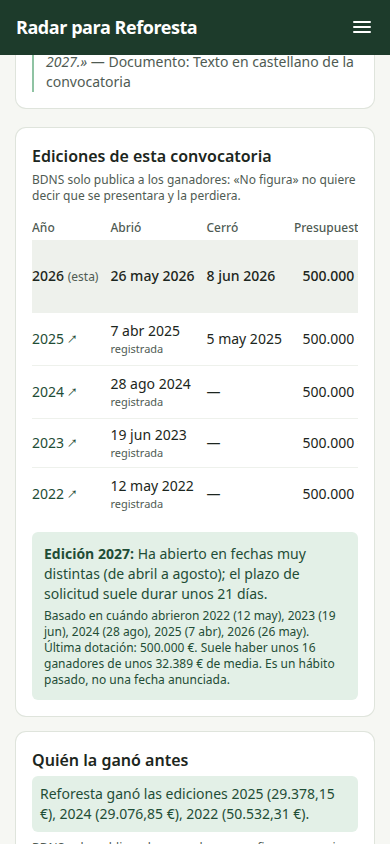 Radar para Reforesta
2027.» — Documento: Texto en castellano de la
convocatoria
Ediciones de esta convocatoria
BDNS solo publica a los ganadores: «No figura» no quiere
decir que se presentara y la perdiera.
Año Abrió Cerró Presupuest
2026 (esta) 26 may 2026 8 jun 2026 500.000
2025 ↗ 7 abr 2025 registrada 5 may 2025 500.000
2024 ↗ 28 ago 2024 registrada — 500.000
2023 ↗ 19 jun 2023 registrada — 500.000
2022 ↗ 12 may 2022 registrada — 500.000
Edición 2027: Ha abierto en fechas muy
distintas (de abril a agosto); el plazo de
solicitud suele durar unos 21 días.
Basado en cuándo abrieron 2022 (12 may), 2023 (19
jun), 2024 (28 ago), 2025 (7 abr), 2026 (26 may).
Última dotación: 500.000 €. Suele haber unos 16
ganadores de unos 32.389 € de media. Es un hábito
pasado, no una fecha anunciada.
Quién la ganó antes
Reforesta ganó las ediciones 2025 (29.378,15
€), 2024 (29.076,85 €), 2022 (50.532,31 €).